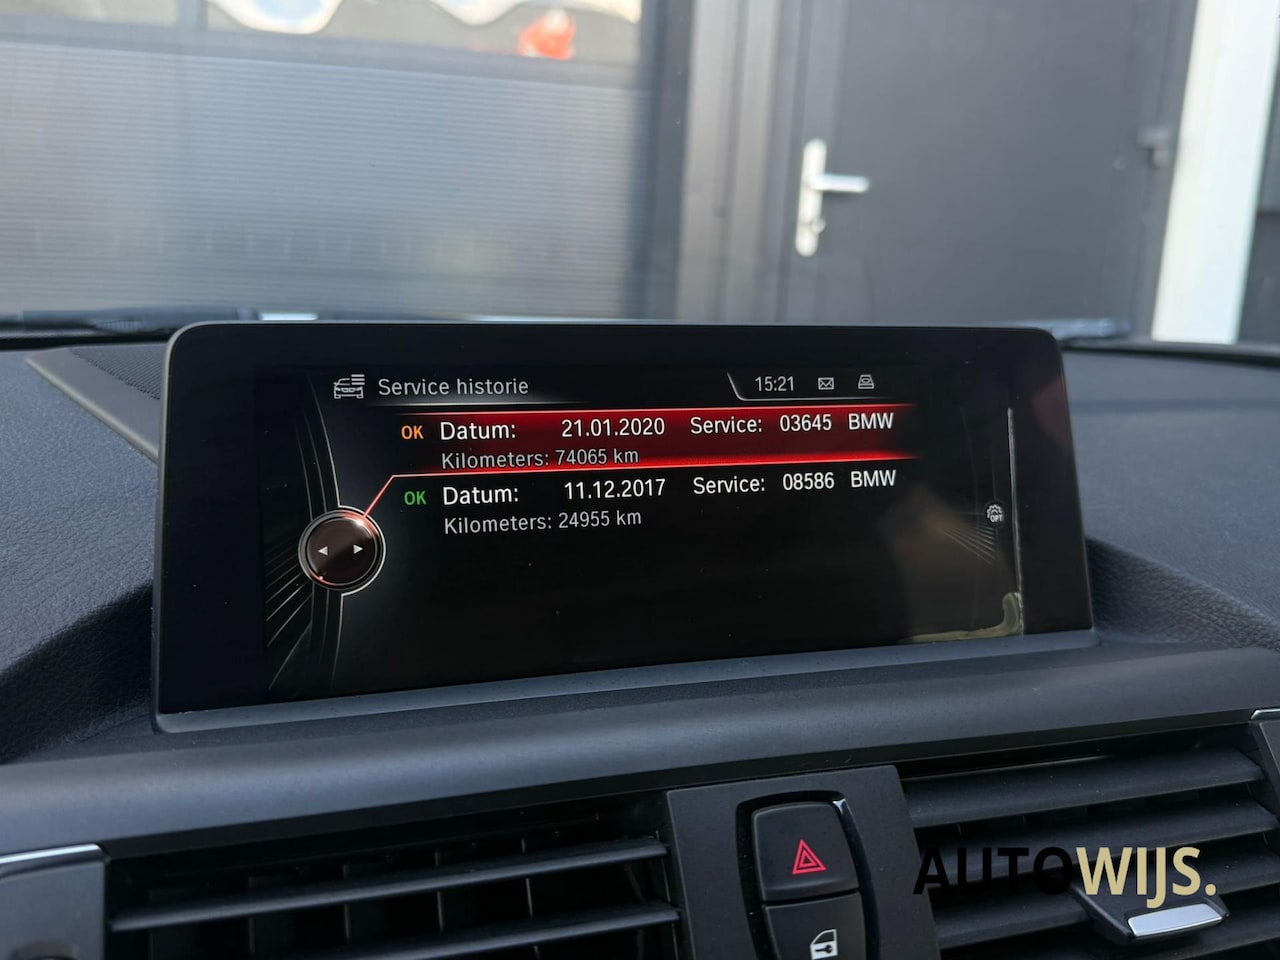 Service historie
15:21
OK Datum: 21.01.2020 Service: 03645 BMW
Kilometers: 74065 km
OK Datum: 11.12.2017 Service: 08586 BMW
Kilometers: 24955 km
OPT
AUTOWIJS.